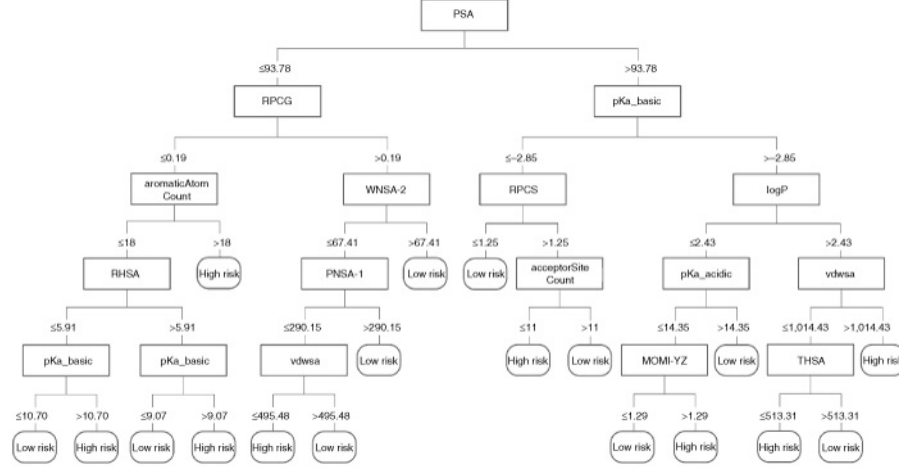 PSA
≤93.78 >93.78
RPCG pKa_basic
≤0.19 >0.19 ≤–2.85 >–2.85
aromaticAtom
Count
WNSA-2 RPCS logP
≤18 >18 ≤67.41 >67.41 ≤1.25 >1.25 ≤2.43 >2.43
RHSA High risk PNSA-1 Low risk Low risk acceptorSite
Count
pKa_acidic vdwsa
≤5.91 >5.91 ≤290.15 >290.15 ≤11 >11 ≤14.35 >14.35 ≤1,014.43 >1,014.43
pKa_basic pKa_basic vdwsa Low risk High risk Low risk MOMI-YZ Low risk THSA High risk
≤10.70 >10.70 ≤9.07 >9.07 ≤495.48 >495.48 ≤1.29 >1.29 ≤513.31 >513.31
Low risk High risk Low risk High risk High risk Low risk Low risk High risk High risk Low risk